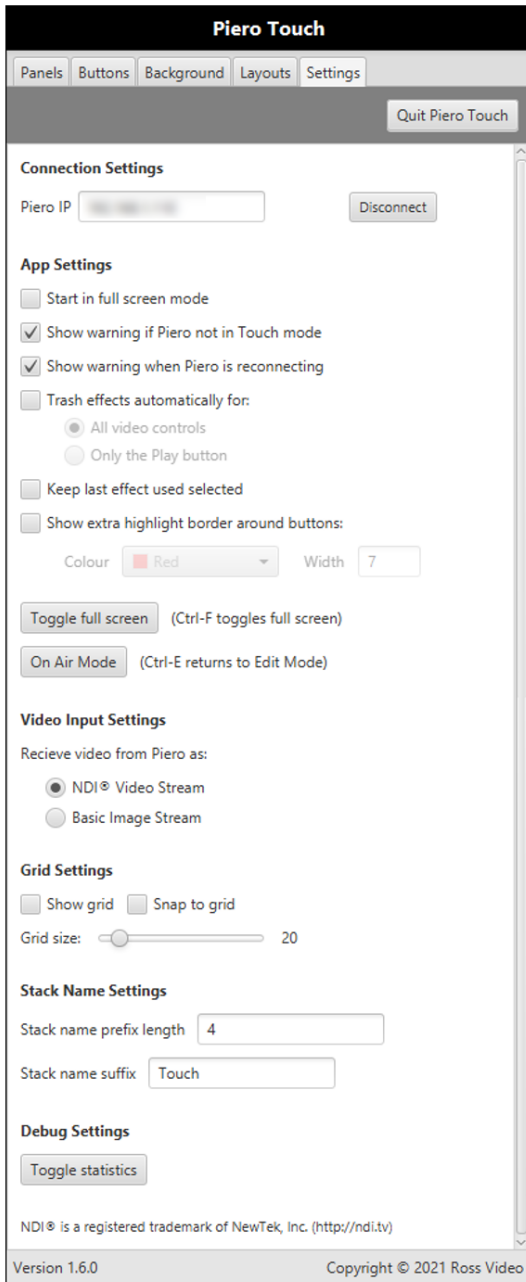 Piero Touch
Panels Buttons Background Layouts Settings
Quit Piero Touch
Connection Settings
Piero IP Disconnect
App Settings
Start in full screen mode
Show warning if Piero not in Touch mode
Show warning when Piero is reconnecting
Trash effects automatically for:
All video controls
Only the Play button
Keep last effect used selected
Show extra highlight border around buttons:
Colour Red Width 7
Toggle full screen (Ctrl-F toggles full screen)
On Air Mode (Ctrl-E returns to Edit Mode)
Video Input Settings
Recieve video from Piero as:
NDI® Video Stream
Basic Image Stream
Grid Settings
Show grid Snap to grid
Grid size: 20
Stack Name Settings
Stack name prefix length 4
Stack name suffix Touch
Debug Settings
Toggle statistics
NDI® is a registered trademark of NewTek, Inc. (http://ndi.tv)
Version 1.6.0 Copyright © 2021 Ross Video